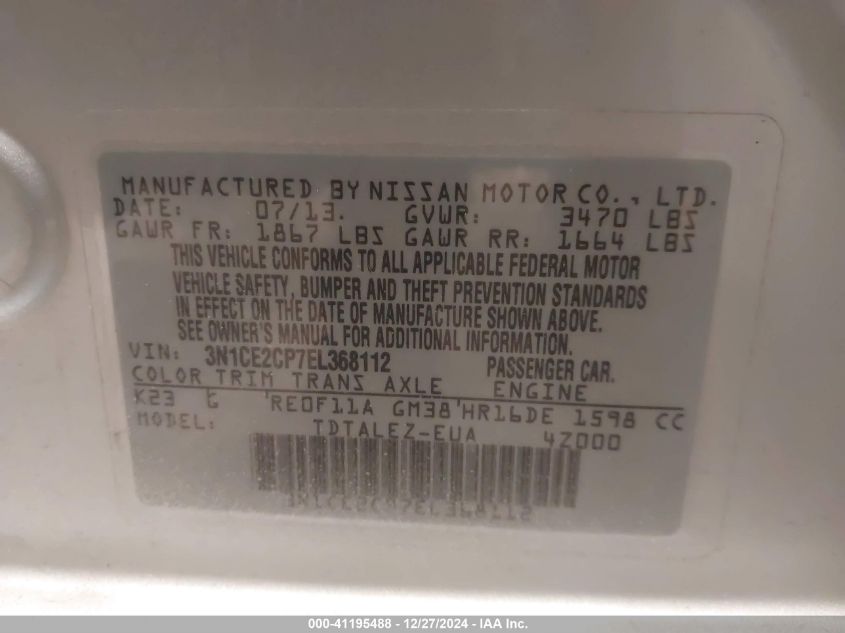 MANUFACTURED BY NISSAN MOTOR CO., LTD.
DATE: 07/13. GVWR: 3470 LBS
GAWR FR: 1867 LBS GAWR RR: 1664 LBS
THIS VEHICLE CONFORMS TO ALL APPLICABLE FEDERAL MOTOR
VEHICLE SAFETY, BUMPER AND THEFT PREVENTION STANDARDS
IN EFFECT ON THE DATE OF MANUFACTURE SHOWN ABOVE.
SEE OWNER'S MANUAL FOR ADDITIONAL INFORMATION.
VIN: 3N1CE2CP7EL368112 PASSENGER CAR.
COLOR TRIM TRANS AXLE ENGINE
K23 G 'RE0F11A GM38'HR16DE 1598 CC
MODEL: TDTALEZ-EUA 4Z000
3N1CE2CP7EL368112
000-41195488 - 12/27/2024 - IAA Inc.